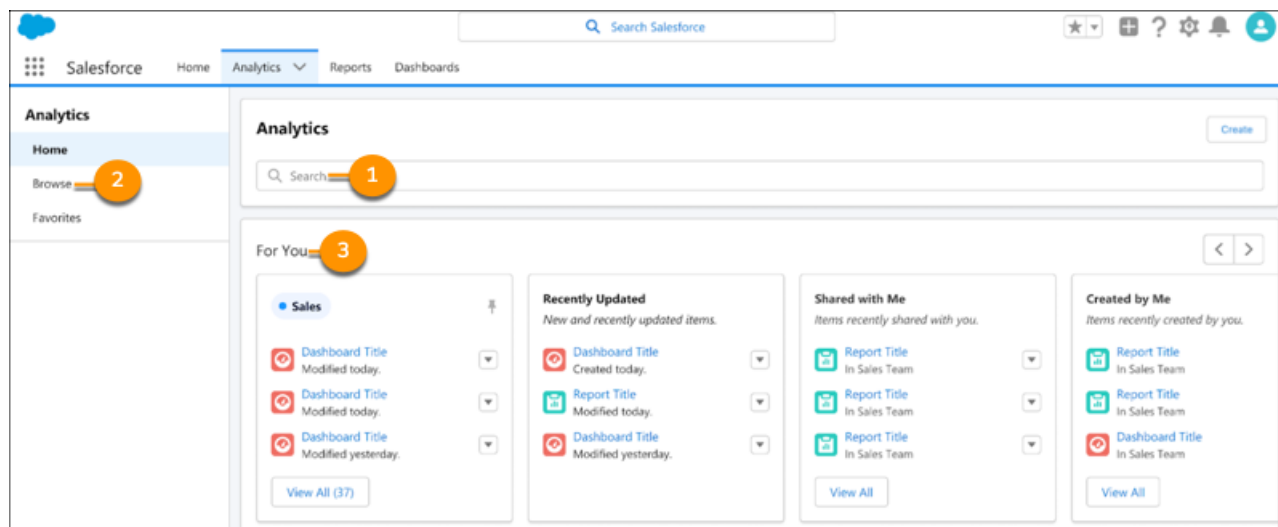 Search Salesforce
Salesforce Home Analytics Reports Dashboards
Analytics
Home
Browse 2
Favorites
Analytics
Create
Search 1
For You 3
Sales
Dashboard Title
Modified today.
Dashboard Title
Modified today.
Dashboard Title
Modified yesterday.
View All (37)
Recently Updated
New and recently updated items.
Dashboard Title
Created today.
Report Title
Modified today.
Dashboard Title
Modified yesterday.
Shared with Me
Items recently shared with you.
Report Title
In Sales Team
Report Title
In Sales Team
Report Title
In Sales Team
View All
Created by Me
Items recently created by you.
Report Title
In Sales Team
Report Title
In Sales Team
Dashboard Title
In Sales Team
View All